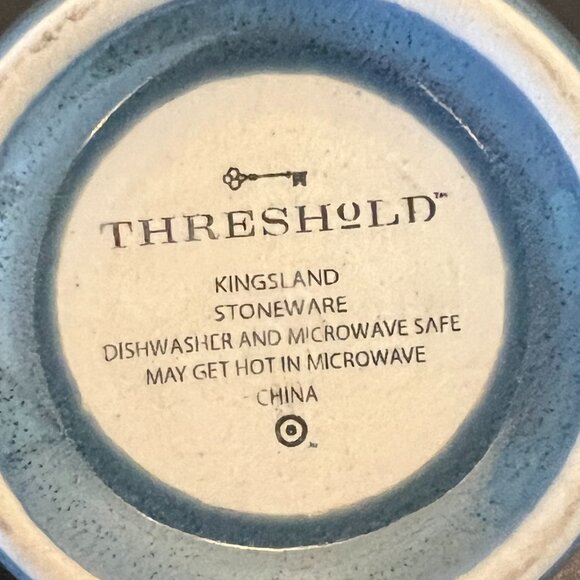 THRESHOLD™
KINGSLAND
STONEWARE
DISHWASHER AND MICROWAVE SAFE
MAY GET HOT IN MICROWAVE
CHINA